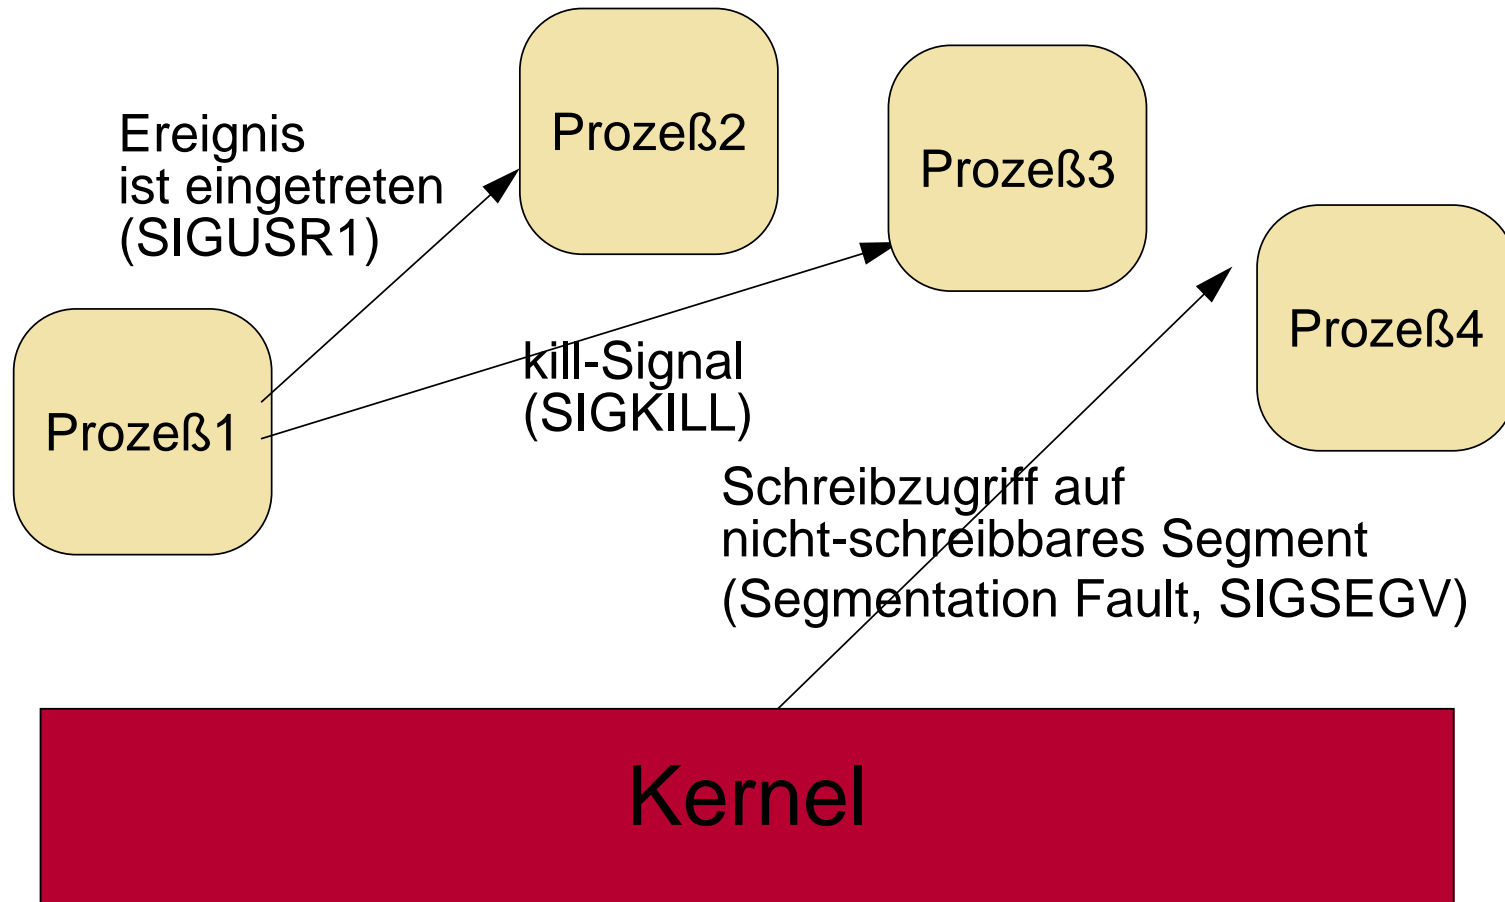 Prozeß2
Ereignis
ist eingetreten
(SIGUSR1)
Prozeß3
Prozeß4
Prozeß1
kill-Signal
(SIGKILL)
Schreibzugriff auf
nicht-schreibbares Segment
(Segmentation Fault, SIGSEGV)
Kernel